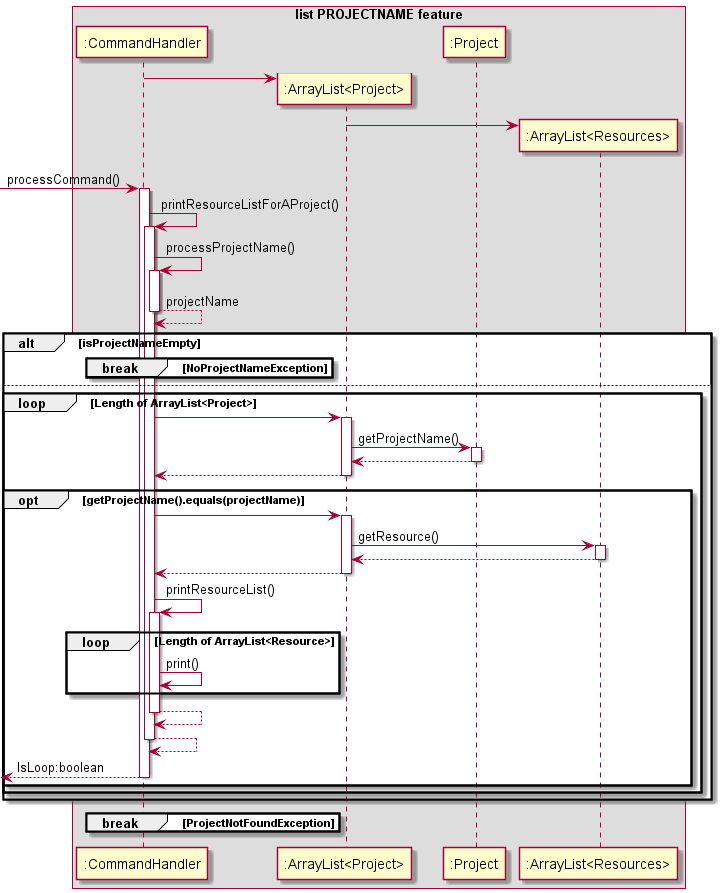 list PROJECTNAME feature
:CommandHandler
:Project
:ArrayList<Project>
:ArrayList<Resources>
processCommand()
printResourceListForAProject()
processProjectName()
projectName
alt [isProjectNameEmpty]
break [NoProjectNameException]
loop [Length of ArrayList<Project>]
getProjectName()
opt [getProjectName().equals(projectName)]
getResource()
printResourceList()
loop [Length of ArrayList<Resource>]
print()
IsLoop:boolean
break [ProjectNotFoundException]
:CommandHandler :ArrayList<Project> :Project :ArrayList<Resources>